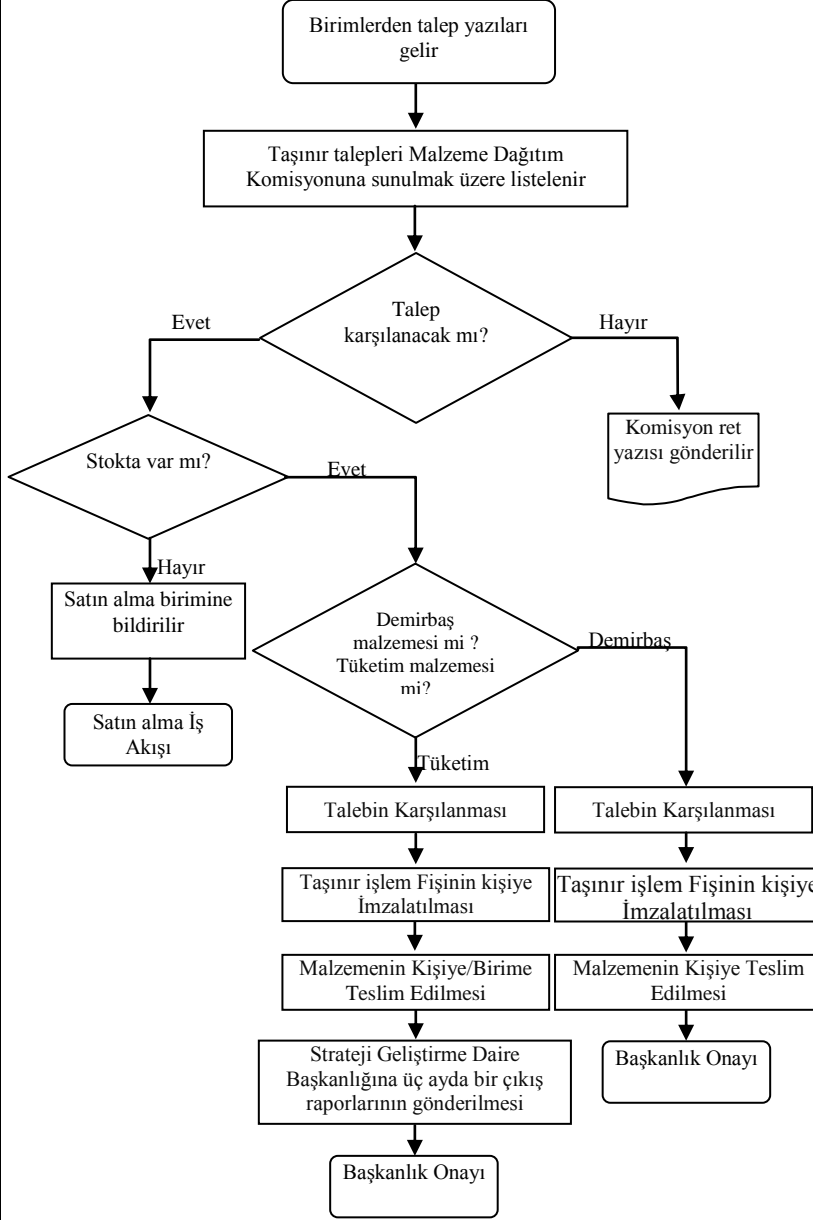 Birimlerden talep yazıları
gelir
Taşınır talepleri Malzeme Dağıtım
Komisyonuna sunulmak üzere listelenir
Talep
karşılanacak mı?
Evet
Hayır
Komisyon ret
yazısı gönderilir
Stokta var mı?
Evet
Hayır
Satın alma birimine
bildirilir
Satın alma İş
Akışı
Demirbaş
malzemesi mi ?
Tüketim malzemesi
mi?
Demirbaş
Tüketim
Talebin Karşılanması
Taşınır işlem Fişinin kişiye
İmzalatılması
Malzemenin Kişiye/Birime
Teslim Edilmesi
Strateji Geliştirme Daire
Başkanlığına üç ayda bir çıkış
raporlarının gönderilmesi
Başkanlık Onayı
Talebin Karşılanması
Taşınır işlem Fişinin kişiye
İmzalatılması
Malzemenin Kişiye Teslim
Edilmesi
Başkanlık Onayı